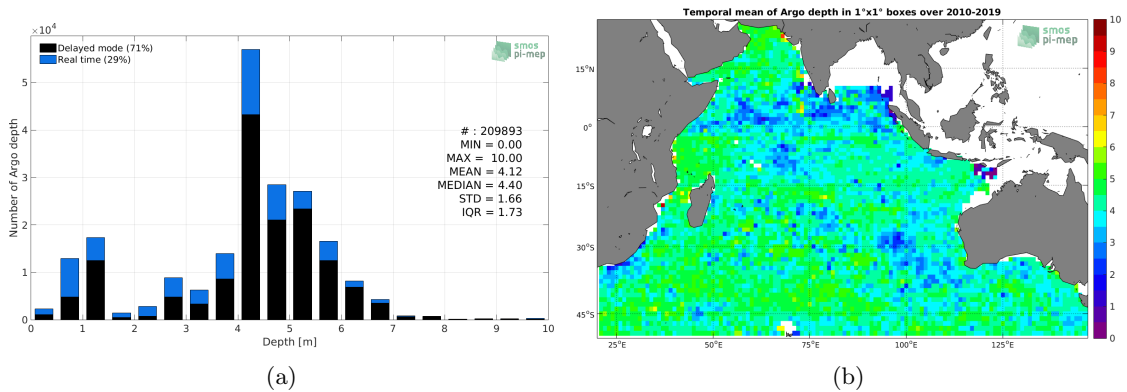 ×10⁴
6
5
4
3
2
1
0
Number of Argo depth
0 1 2 3 4 5 6 7 8 9 10
Depth [m]
Delayed mode (71%)
Real time (29%)
smos
pi-mep
# : 209893
MIN = 0.00
MAX = 10.00
MEAN = 4.12
MEDIAN = 4.40
STD = 1.66
IQR = 1.73
(a)
Temporal mean of Argo depth in 1°x1° boxes over 2010-2019
smos
pi-mep
15°N
0°
15°S
30°S
45°S
25°E 50°E 75°E 100°E 125°E
10
9
8
7
6
5
4
3
2
1
0
(b)